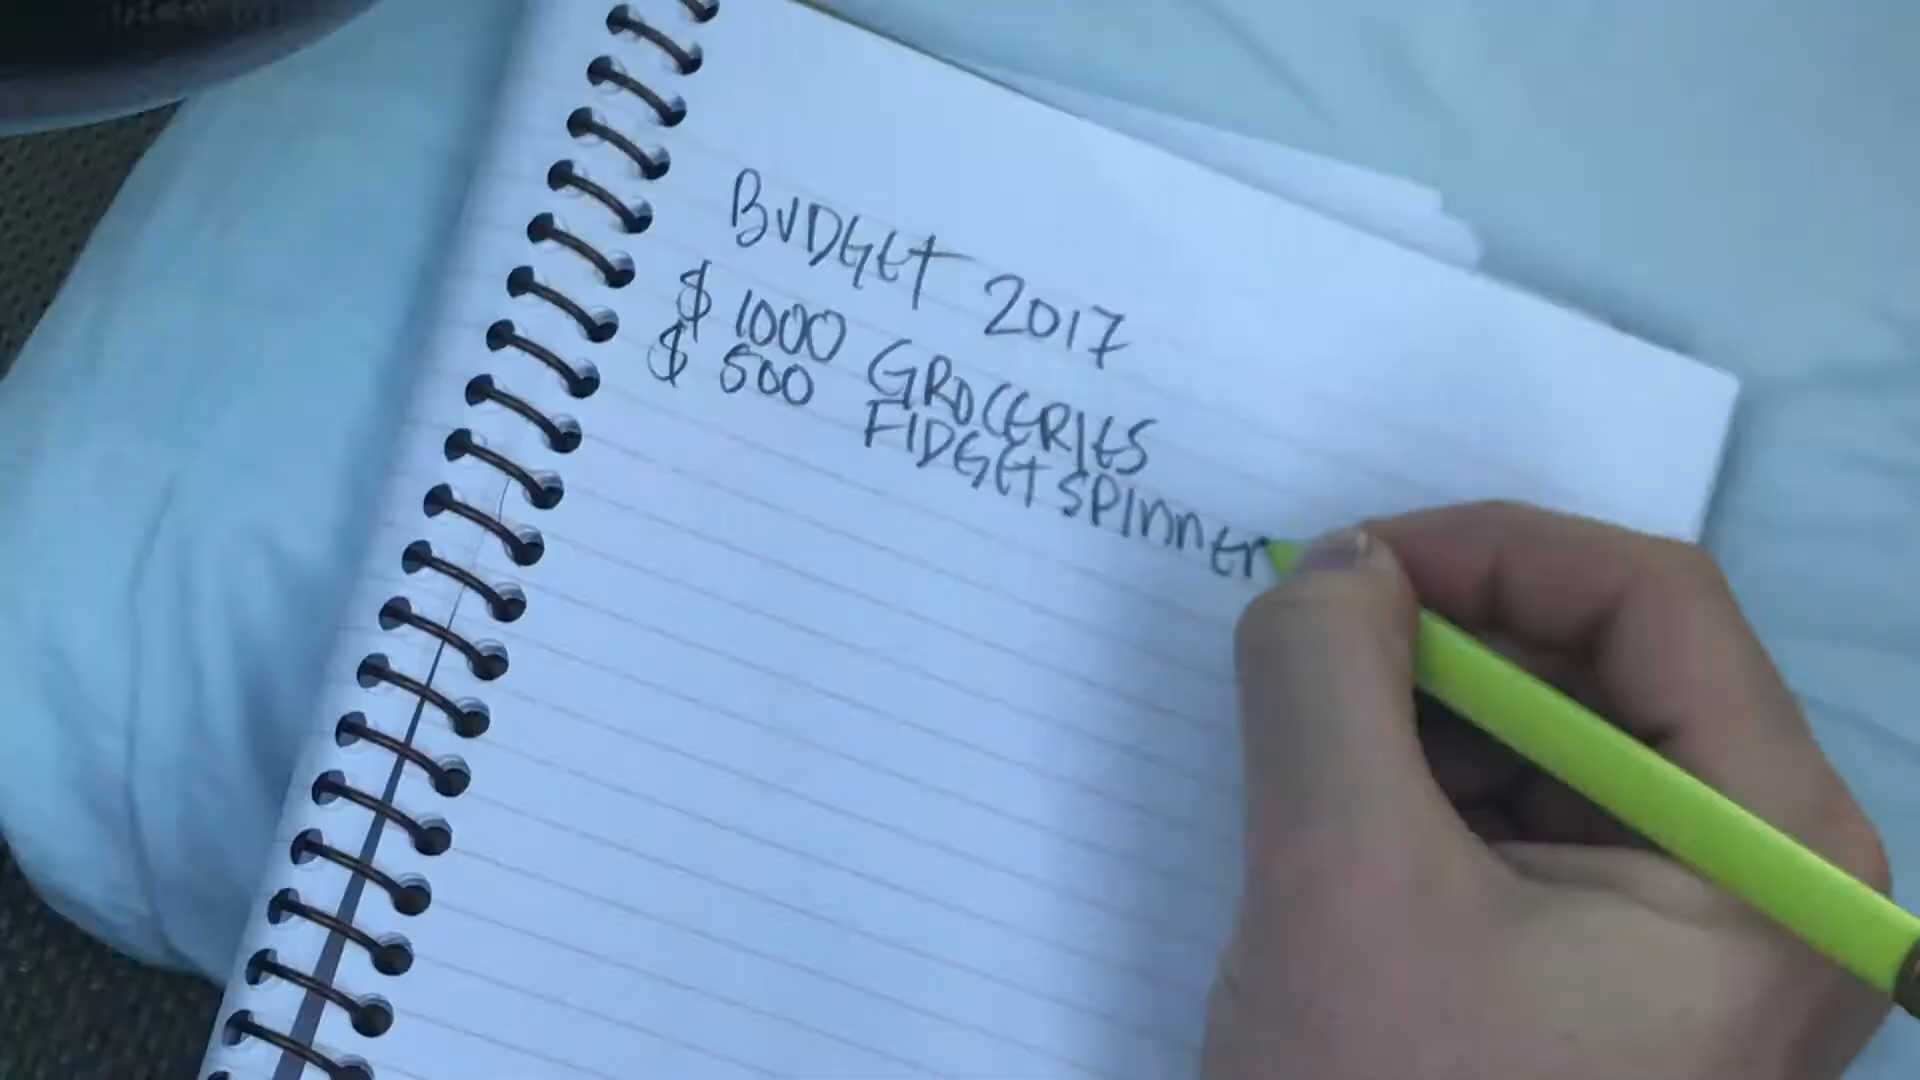 BUDGET 2017
$ 1000 GROCERIES
$ 500 FIDGET SPINNER